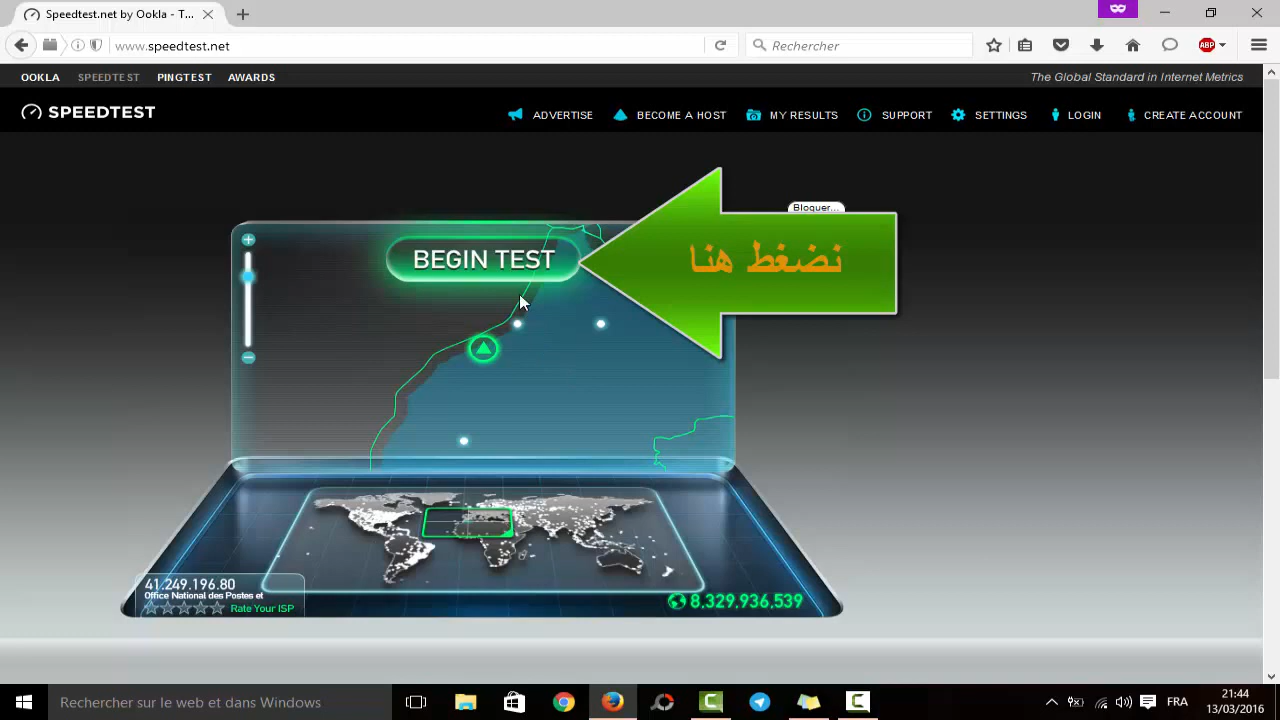 Speedtest.net by Ookla - T...
www.speedtest.net
Rechercher
ABP
OOKLA SPEEDTEST PINGTEST AWARDS
The Global Standard in Internet Metrics
SPEEDTEST
ADVERTISE BECOME A HOST MY RESULTS SUPPORT SETTINGS LOGIN CREATE ACCOUNT
Bloquer...
BEGIN TEST
نضغط هنا
41.249.196.80
Office National des Postes et
Rate Your ISP
8,329,936,539
Rechercher sur le web et dans Windows
FRA
21:44
13/03/2016